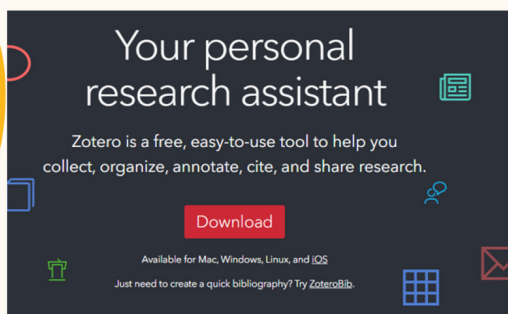 Your personal
research assistant
Zotero is a free, easy-to-use tool to help you
collect, organize, annotate, cite, and share research.
Download
Available for Mac, Windows, Linux, and iOS
Just need to create a quick bibliography? Try ZoteroBib.